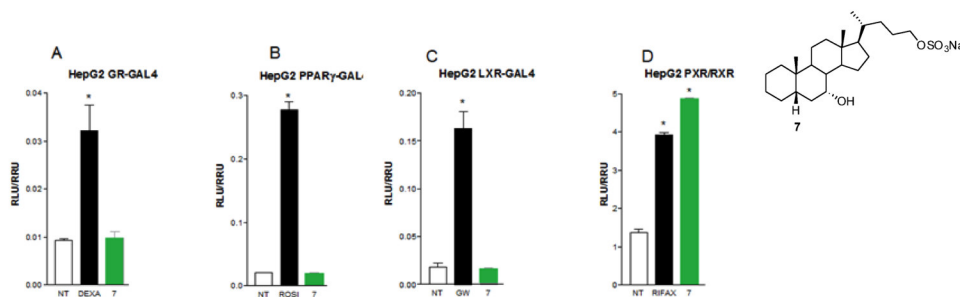 A
HepG2 GR-GAL4
RLU/RRU
0.04
0.03
0.02
0.01
0.00
NT DEXA 7
*
B
HepG2 PPARγ-GAL4
RLU/RRU
0.3
0.2
0.1
0.0
NT ROSI 7
*
C
HepG2 LXR-GAL4
RLU/RRU
0.20
0.15
0.10
0.05
0.00
NT GW 7
*
D
HepG2 PXR/RXR
RLU/RRU
5
4
3
2
1
0
NT RIFAX 7
* *
OSO₃Na
H
OH
7